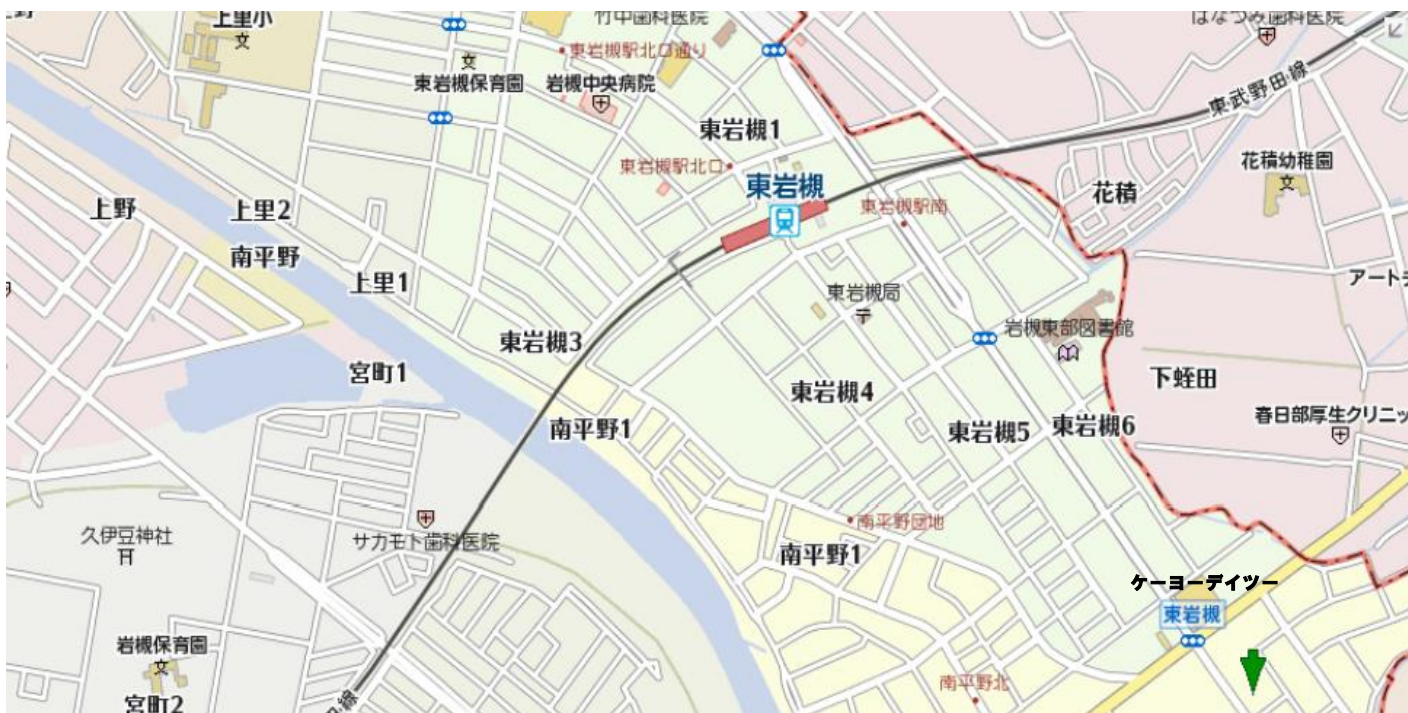 上里小
竹中歯科医院
はなつみ歯科医院
東岩槻駅北口通り
東岩槻保育園
岩槻中央病院
東武野田線
東岩槻1
東岩槻駅北口
花積幼稚園
東岩槻
花積
上野
上里2
東岩槻駅南
南平野
上里1
東岩槻局
アートデ
岩槻東部図書館
東岩槻3
宮町1
下蛭田
東岩槻4
春日部厚生クリニッ
南平野1
東岩槻5
東岩槻6
南平野団地
久伊豆神社
サカモト歯科医院
南平野1
ケーヨーデイツー
東岩槻
岩槻保育園
南平野北
宮町2
田線